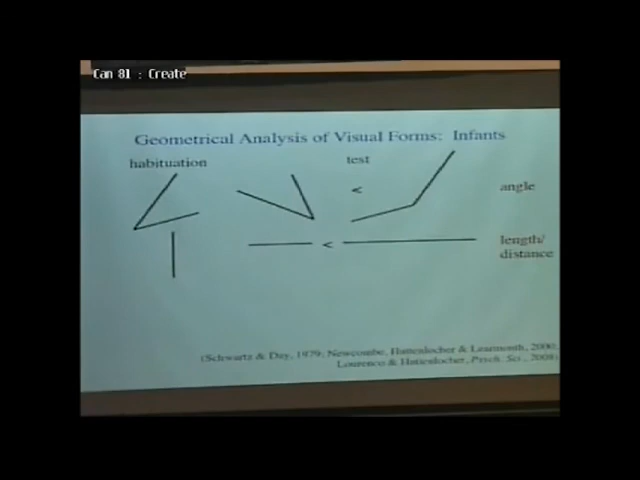 Cam 81 : Create
Geometrical Analysis of Visual Forms: Infants
habituation
test
<
angle
<
length/
distance
(Schwartz & Day, 1979; Newcombe, Huttenlocher & Learmonth, 2000;
Lourenco & Huttenlocher, Psych. Sci., 2008)